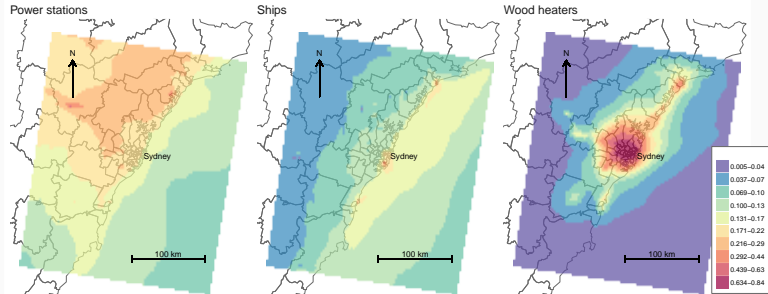 Power stations
Ships
Wood heaters
N
N
N
Sydney
Sydney
Sydney
100 km
100 km
100 km
0.005–0.04
0.037–0.07
0.069–0.10
0.100–0.13
0.131–0.17
0.171–0.22
0.216–0.29
0.292–0.44
0.439–0.63
0.634–0.84